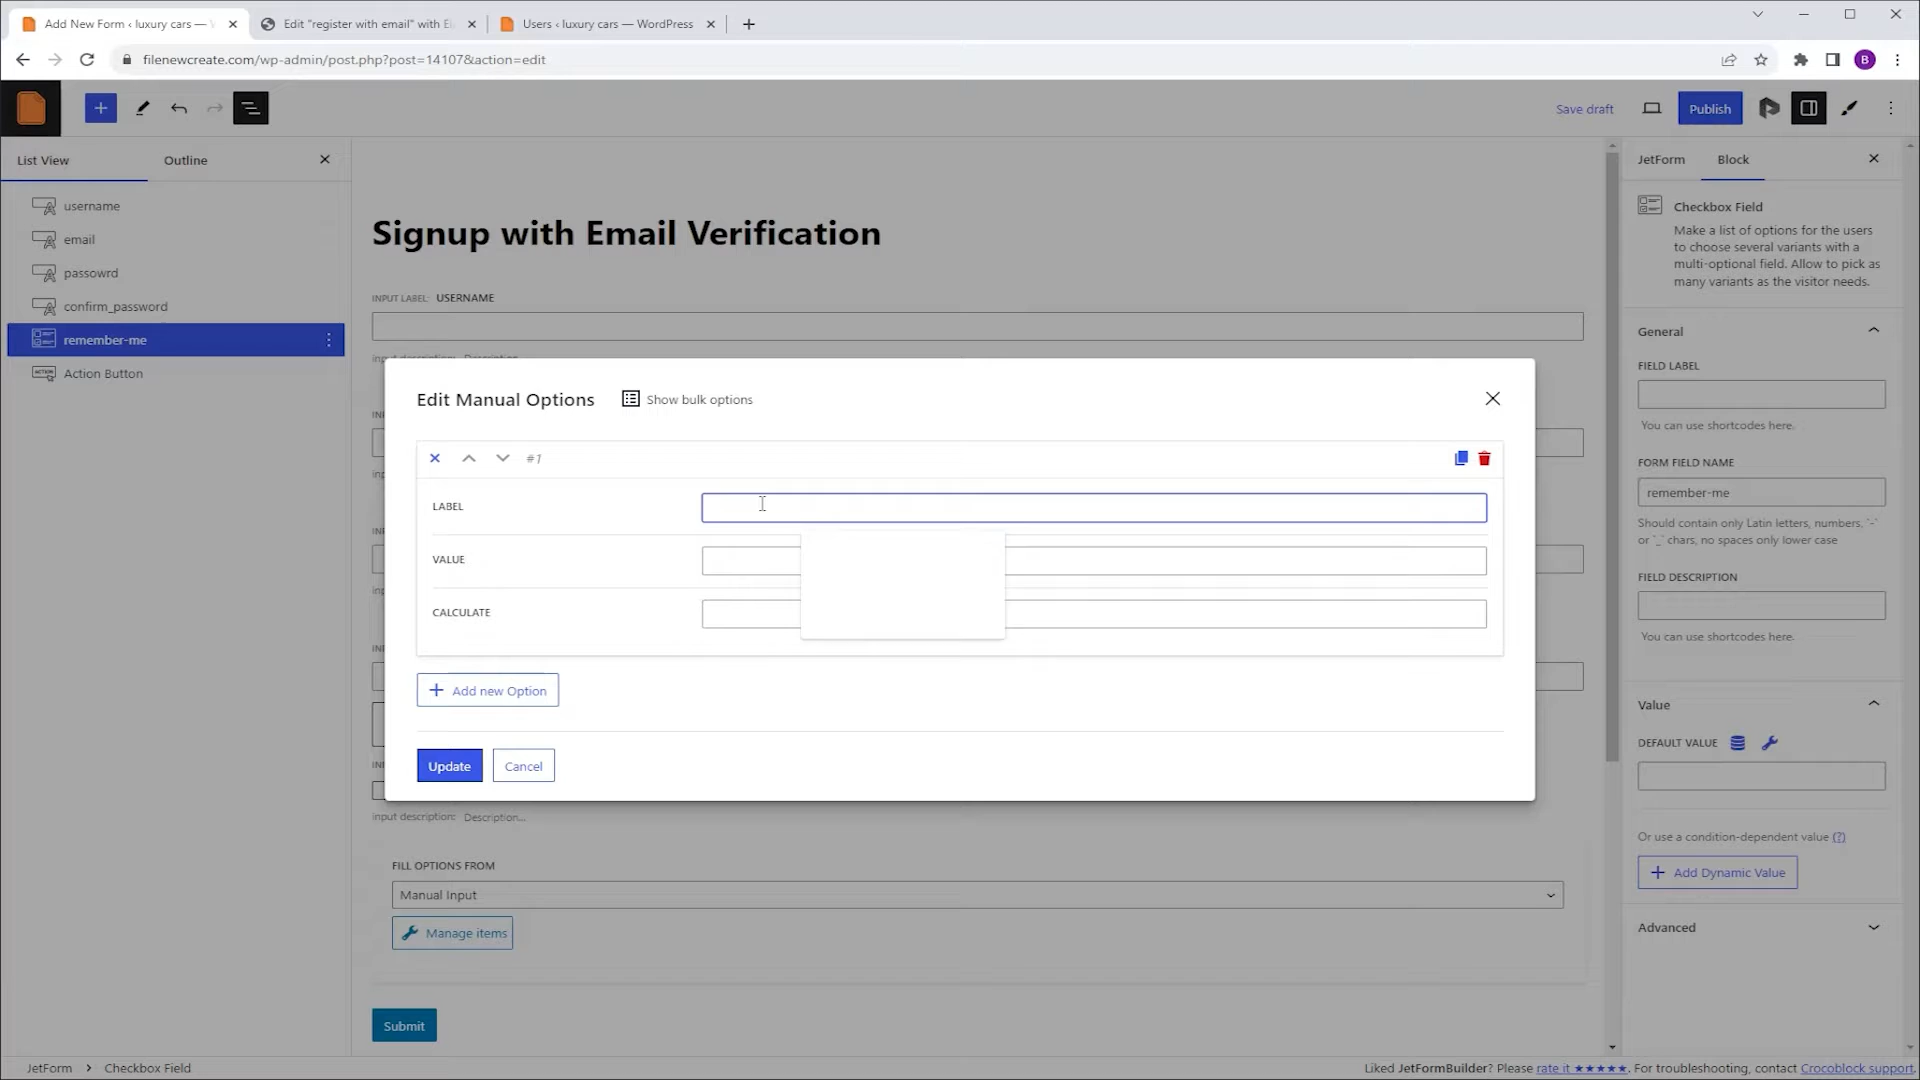 Add New Form ‹ luxury cars —
Edit "register with email" with
Users ‹ luxury cars — WordPress
filenewcreate.com/wp-admin/post.php?post=14107&action=edit
B
Save draft
Publish
List View
Outline
username
email
passowrd
confirm_password
remember-me
ACTION
Action Button
Signup with Email Verification
INPUT LABEL: USERNAME
Edit Manual Options
Show bulk options
#1
LABEL
VALUE
CALCULATE
Add new Option
Update
Cancel
input description: Description...
FILL OPTIONS FROM
Manual Input
Manage items
Submit
JetForm
Block
Checkbox Field
Make a list of options for the users
to choose several variants with a
multi-optional field. Allow to pick as
many variants as the visitor needs.
General
FIELD LABEL
You can use shortcodes here.
FORM FIELD NAME
remember-me
Should contain only Latin letters, numbers, `-`
or `_` chars, no spaces only lower case
FIELD DESCRIPTION
You can use shortcodes here.
Value
DEFAULT VALUE
Or use a condition-dependent value (?)
Add Dynamic Value
Advanced
JetForm > Checkbox Field
Liked JetFormBuilder? Please rate it ★★★★★. For troubleshooting, contact Crocoblock support.